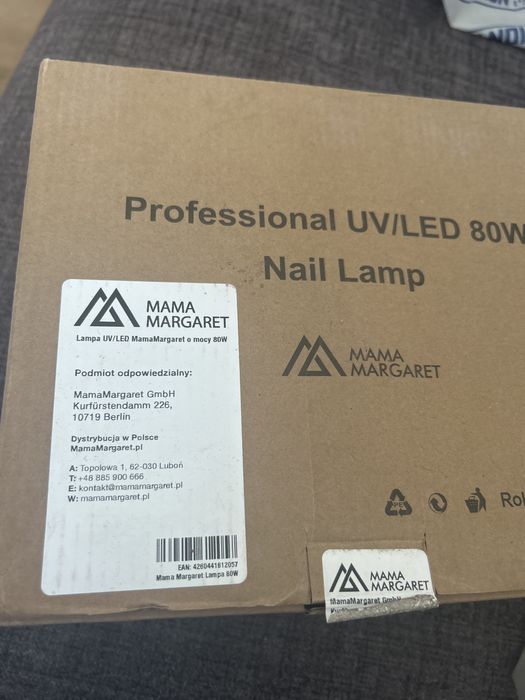 Professional UV/LED 80W
Nail Lamp
MAMA
MARGARET
MAMA
MARGARET
Lampa UV/LED MamaMargaret o mocy 80W
Podmiot odpowiedzialny:
MamaMargaret GmbH
Kurfürstendamm 226,
10719 Berlin
Dystrybucja w Polsce
MamaMargaret.pl
A: Topolowa 1, 62-030 Luboń
T: +48 885 900 666
E: kontakt@mamamargaret.pl
W: mamamargaret.pl
EAN: 4260441612057
Mama Margaret Lampa 80W
MAMA
MARGARET
MamaMargaret GmbH